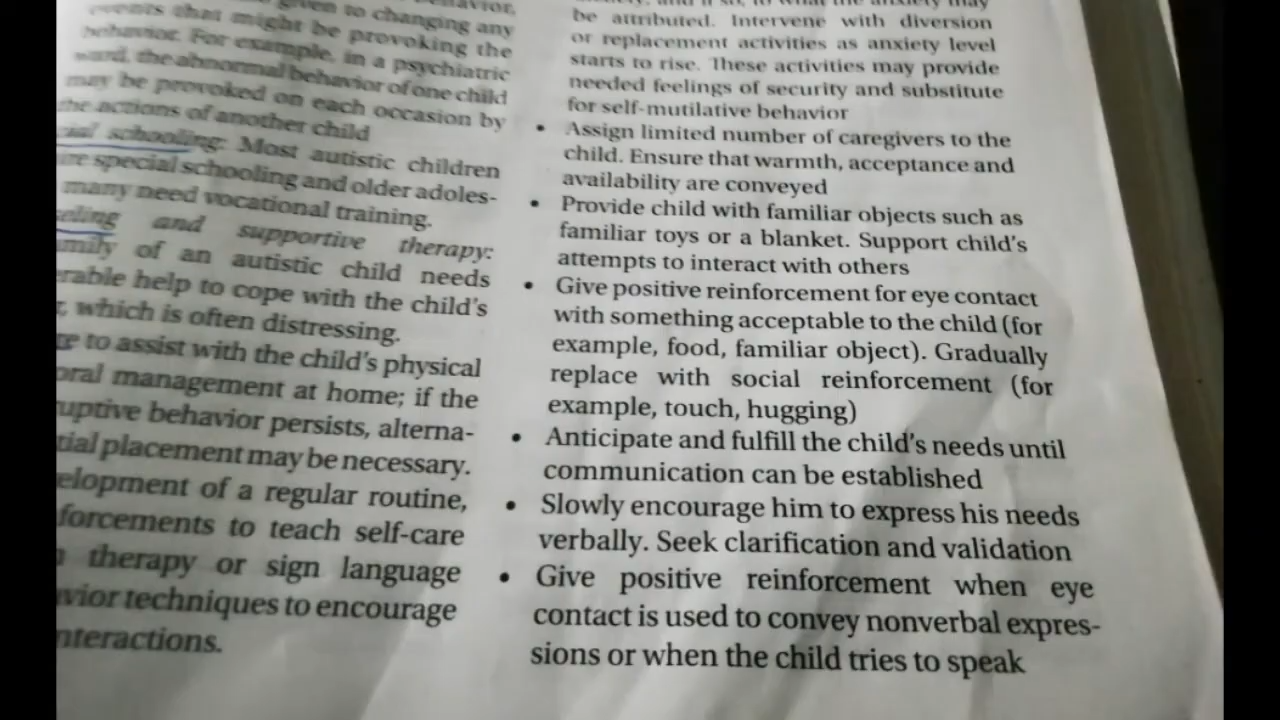 given to changing any
events that might be provoking the
behavior. For example, in a psychiatric
ward, the abnormal behavior of one child
may be provoked on each occasion by
the actions of another child
schooling: Most autistic children
special schooling and older adoles-
many need vocational training.
and supportive therapy:
of an autistic child needs
help to cope with the child's
which is often distressing.
to assist with the child's physical
management at home; if the
behavior persists, alterna-
placement may be necessary.
of a regular routine,
to teach self-care
therapy or sign language
techniques to encourage
be attributed. Intervene with diversion
or replacement activities as anxiety level
starts to rise. These activities may provide
needed feelings of security and substitute
for self-mutilative behavior
• Assign limited number of caregivers to the
child. Ensure that warmth, acceptance and
availability are conveyed
• Provide child with familiar objects such as
familiar toys or a blanket. Support child's
attempts to interact with others
• Give positive reinforcement for eye contact
with something acceptable to the child (for
example, food, familiar object). Gradually
replace with social reinforcement (for
example, touch, hugging)
• Anticipate and fulfill the child's needs until
communication can be established
• Slowly encourage him to express his needs
verbally. Seek clarification and validation
• Give positive reinforcement when eye
contact is used to convey nonverbal expres-
sions or when the child tries to speak